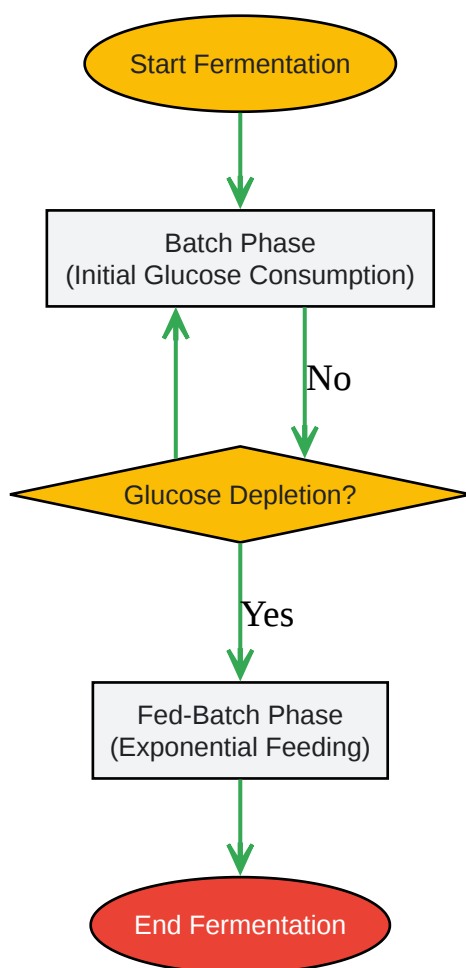 Start Fermentation
Batch Phase
(Initial Glucose Consumption)
No
Glucose Depletion?
Yes
Fed-Batch Phase
(Exponential Feeding)
End Fermentation